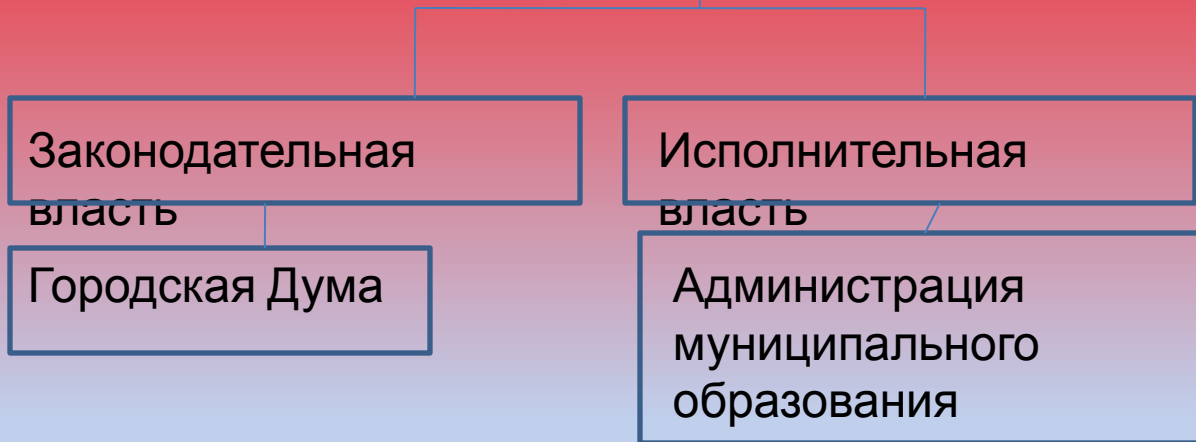 Законодательная
власть
Исполнительная
власть
Городская Дума
Администрация
муниципального
образования